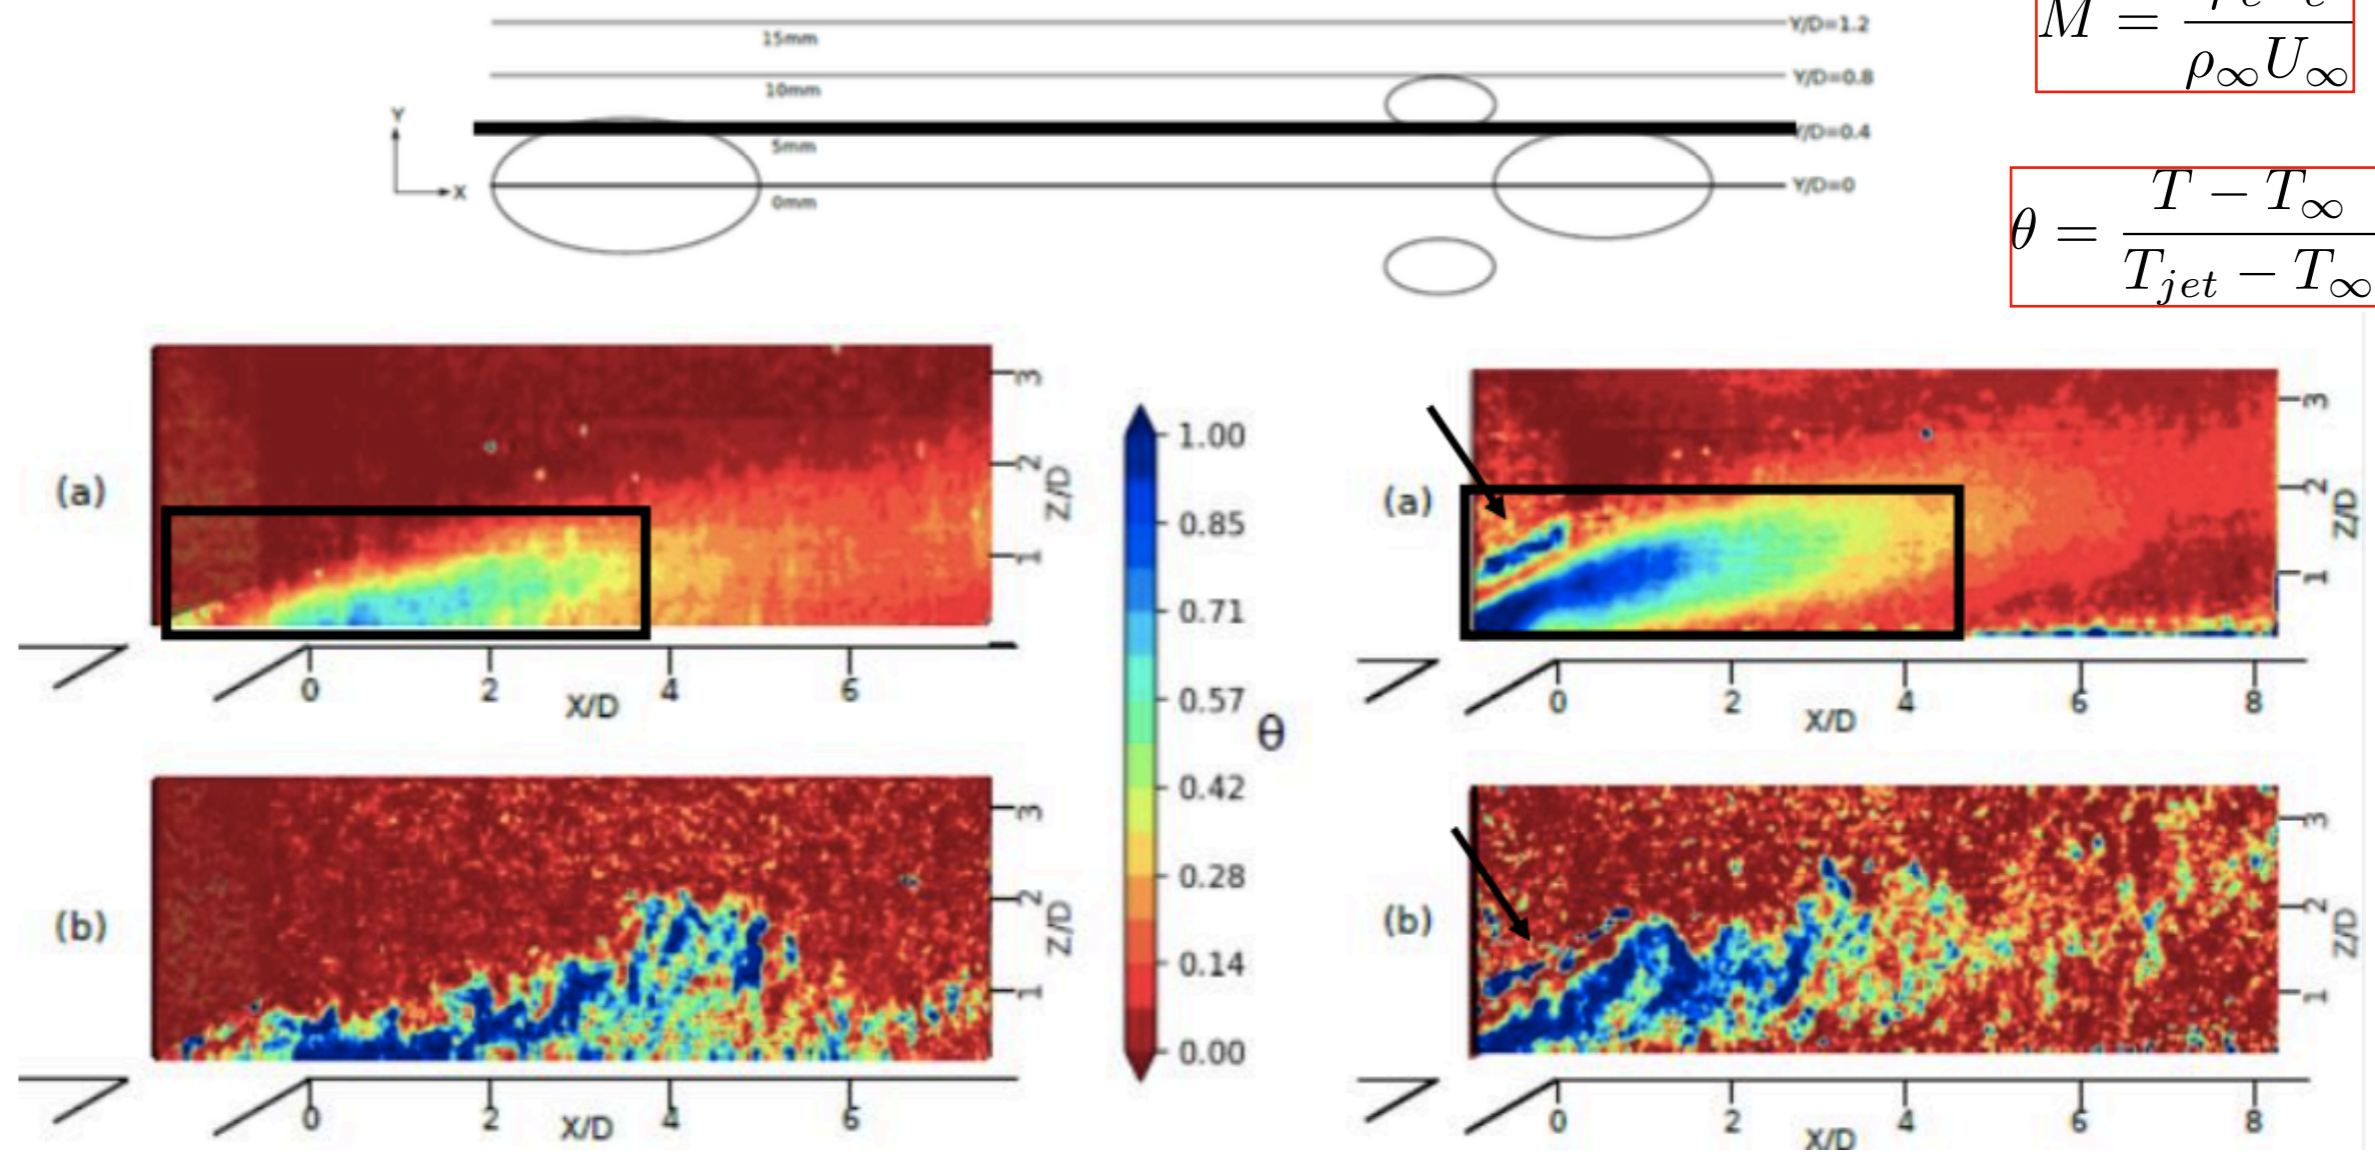 Y/D=1.2
15mm
Y/D=0.8
10mm
Y
Y/D=0.4
5mm
X
Y/D=0
0mm
ρ∞U∞
θ = (T − T∞) / (Tjet − T∞)
(a)
3
2
1
Z/D
0 2 4 6
X/D
(b)
3
2
1
Z/D
0 2 4 6
X/D
1.00
0.85
0.71
0.57
0.42
0.28
0.14
0.00
θ
(a)
3
2
1
Z/D
0 2 4 6 8
X/D
(b)
3
2
1
Z/D
0 2 4 6 8
X/D